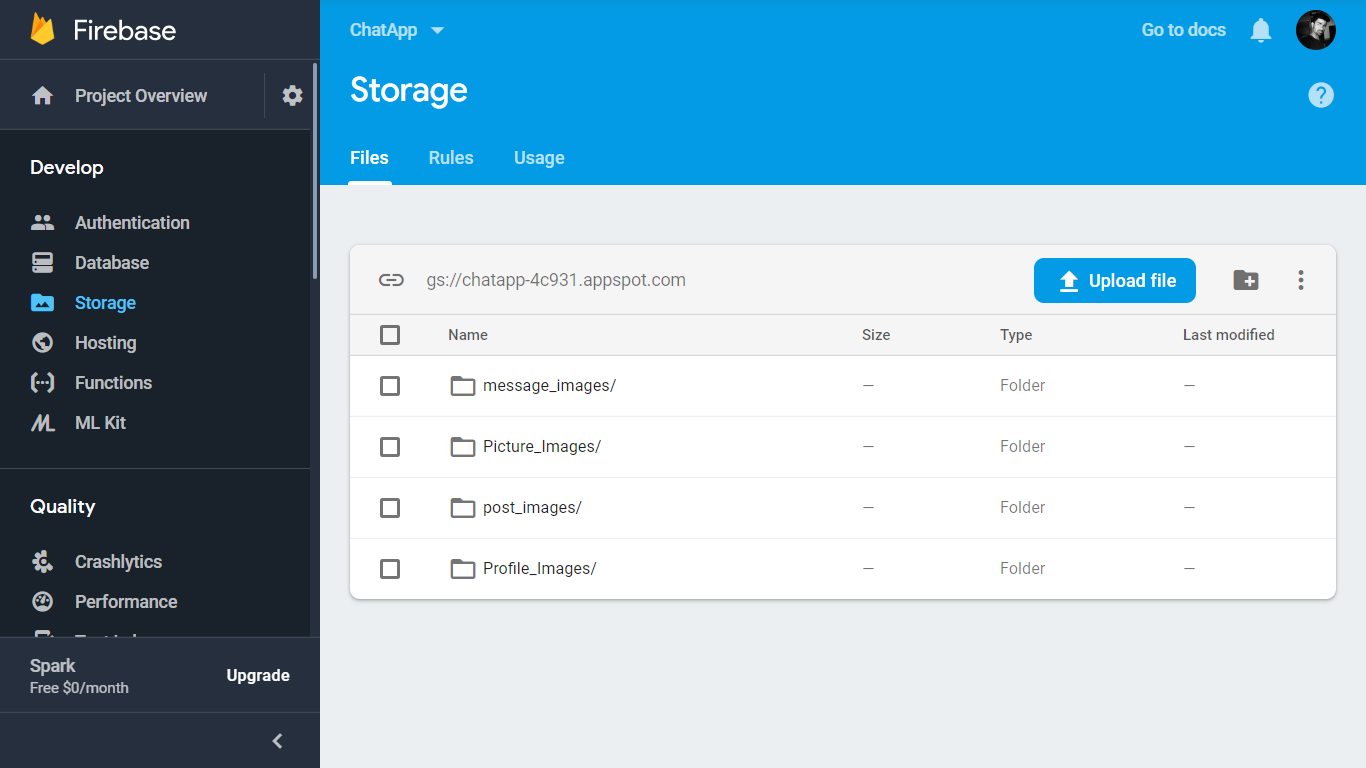 Firebase
Project Overview
Develop
Authentication
Database
Storage
Hosting
Functions
ML Kit
Quality
Crashlytics
Performance
Spark
Free $0/month
Upgrade
ChatApp
Go to docs
Storage
Files Rules Usage
gs://chatapp-4c931.appspot.com
Upload file
Name Size Type Last modified
message_images/ — Folder —
Picture_Images/ — Folder —
post_images/ — Folder —
Profile_Images/ — Folder —